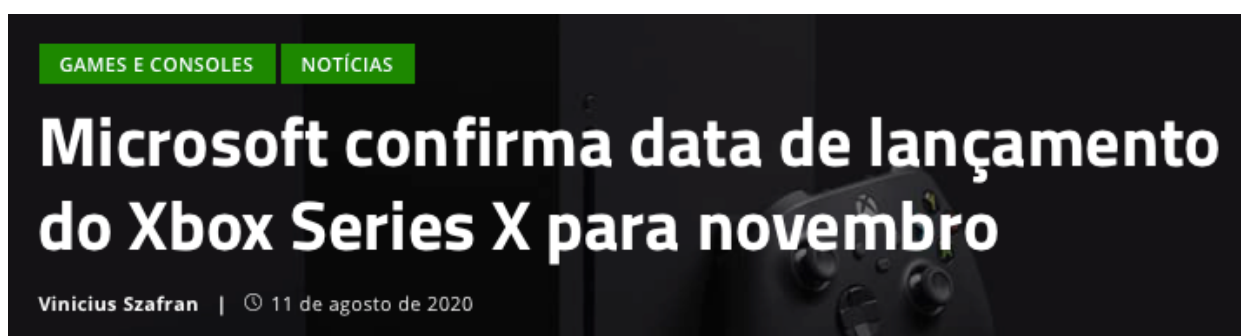 GAMES E CONSOLES NOTÍCIAS
Microsoft confirma data de lançamento
do Xbox Series X para novembro
Vinicius Szafran | 11 de agosto de 2020